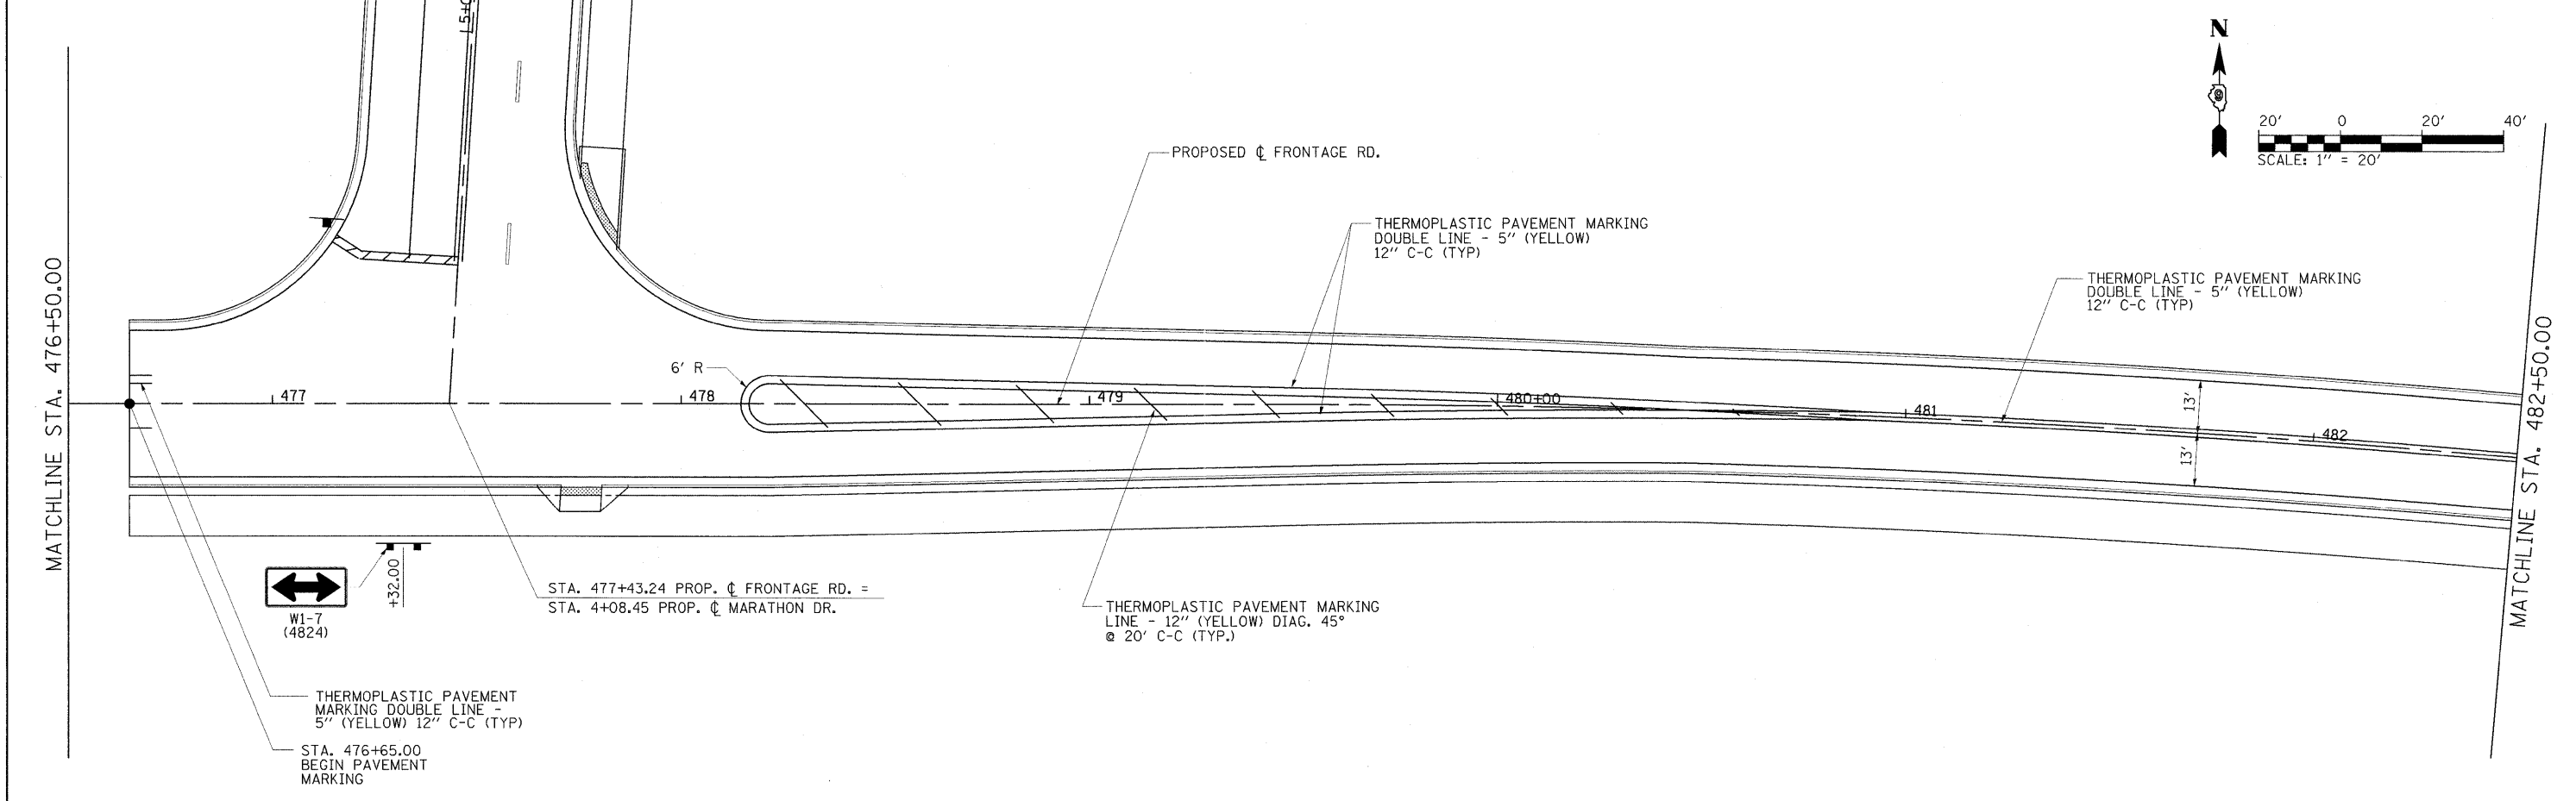 N
20' 0 20' 40'
SCALE: 1" = 20'
PROPOSED ℄ FRONTAGE RD.
THERMOPLASTIC PAVEMENT MARKING
DOUBLE LINE - 5" (YELLOW)
12" C-C (TYP)
THERMOPLASTIC PAVEMENT MARKING
DOUBLE LINE - 5" (YELLOW)
12" C-C (TYP)
MATCHLINE STA. 476+50.00
6' R
477
478
479
480+00
481
482
13'
13'
MATCHLINE STA. 482+50.00
W1-7
(4824)
+32.00
STA. 477+43.24 PROP. ℄ FRONTAGE RD. =
STA. 4+08.45 PROP. ℄ MARATHON DR.
THERMOPLASTIC PAVEMENT MARKING
LINE - 12" (YELLOW) DIAG. 45°
@ 20' C-C (TYP.)
THERMOPLASTIC PAVEMENT
MARKING DOUBLE LINE -
5" (YELLOW) 12" C-C (TYP)
STA. 476+65.00
BEGIN PAVEMENT
MARKING